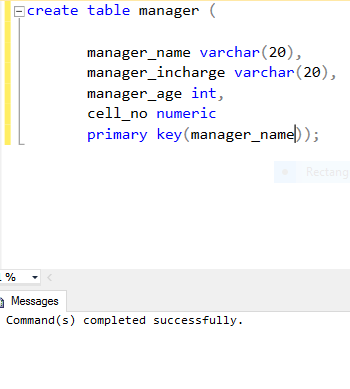 create table manager (
manager_name varchar(20),
manager_incharge varchar(20),
manager_age int,
cell_no numeric
primary key(manager_name));
Rectang
%
Messages
Command(s) completed successfully.